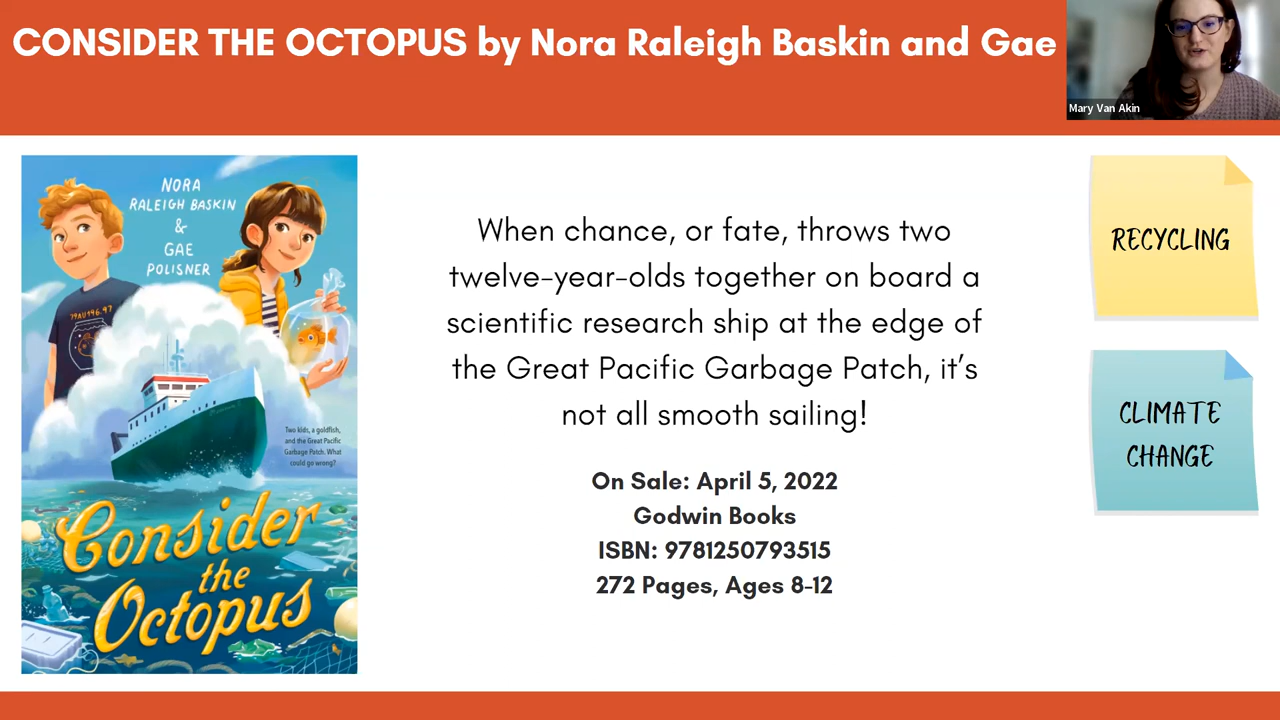 CONSIDER THE OCTOPUS by Nora Raleigh Baskin and Gae
Mary Van Akin
NORA
RALEIGH BASKIN
&
GAE
POLISNER
39AU196.97
Two kids, a goldfish,
and the Great Pacific
Garbage Patch. What
could go wrong?
Consider
the
Octopus
When chance, or fate, throws two
twelve-year-olds together on board a
scientific research ship at the edge of
the Great Pacific Garbage Patch, it’s
not all smooth sailing!
On Sale: April 5, 2022
Godwin Books
ISBN: 9781250793515
272 Pages, Ages 8-12
RECYCLING
CLIMATE
CHANGE